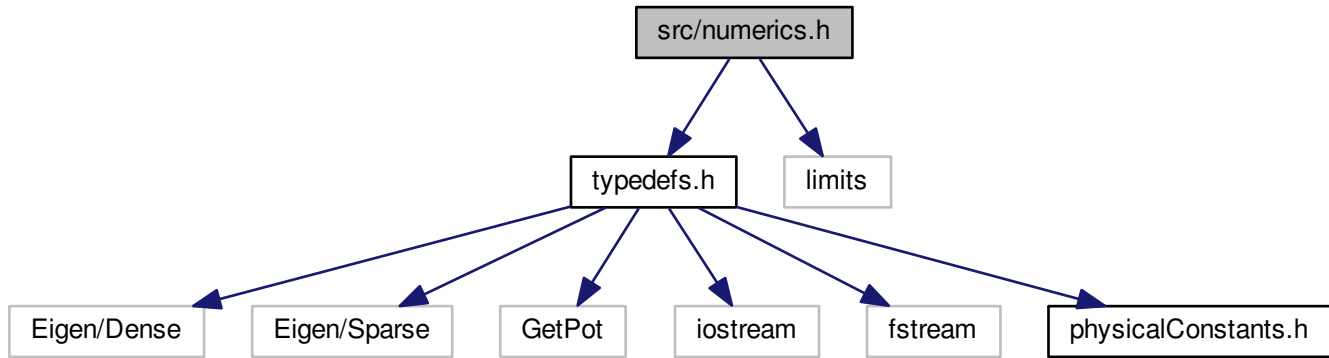 src/numerics.h
typedefs.h
limits
Eigen/Dense
Eigen/Sparse
GetPot
iostream
fstream
physicalConstants.h